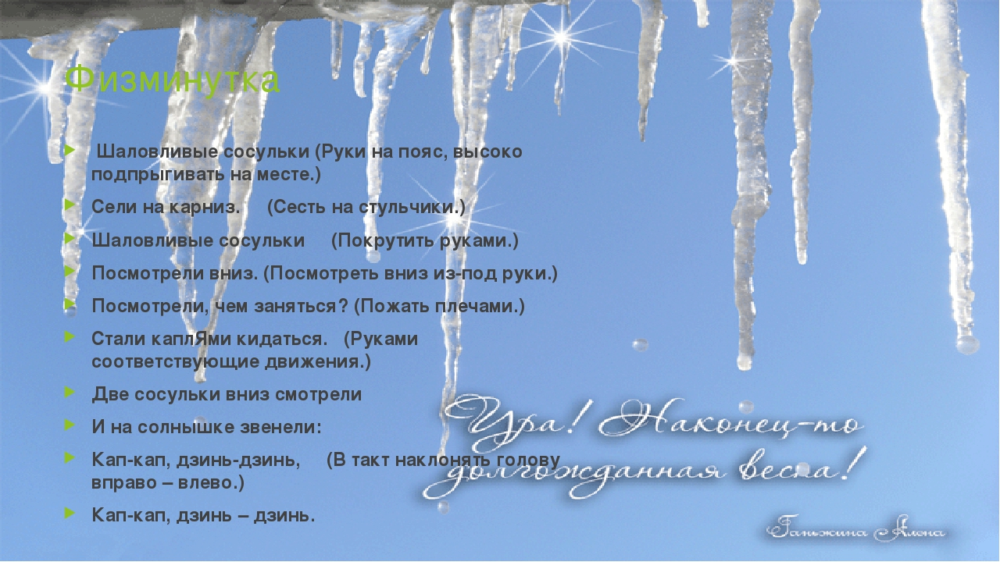 Физминутка
Шаловливые сосульки (Руки на пояс, высоко
подпрыгивать на месте.)
Сели на карниз. (Сесть на стульчики.)
Шаловливые сосульки (Покрутить руками.)
Посмотрели вниз. (Посмотреть вниз из-под руки.)
Посмотрели, чем заняться? (Пожать плечами.)
Стали каплЯми кидаться. (Руками
соответствующие движения.)
Две сосульки вниз смотрели
И на солнышке звенели:
Кап-кап, дзинь-дзинь, (В такт наклонять голову
вправо – влево.)
Кап-кап, дзинь – дзинь.
Ура! Наконец-то
долгожданная весна!
Ганьжина Алена